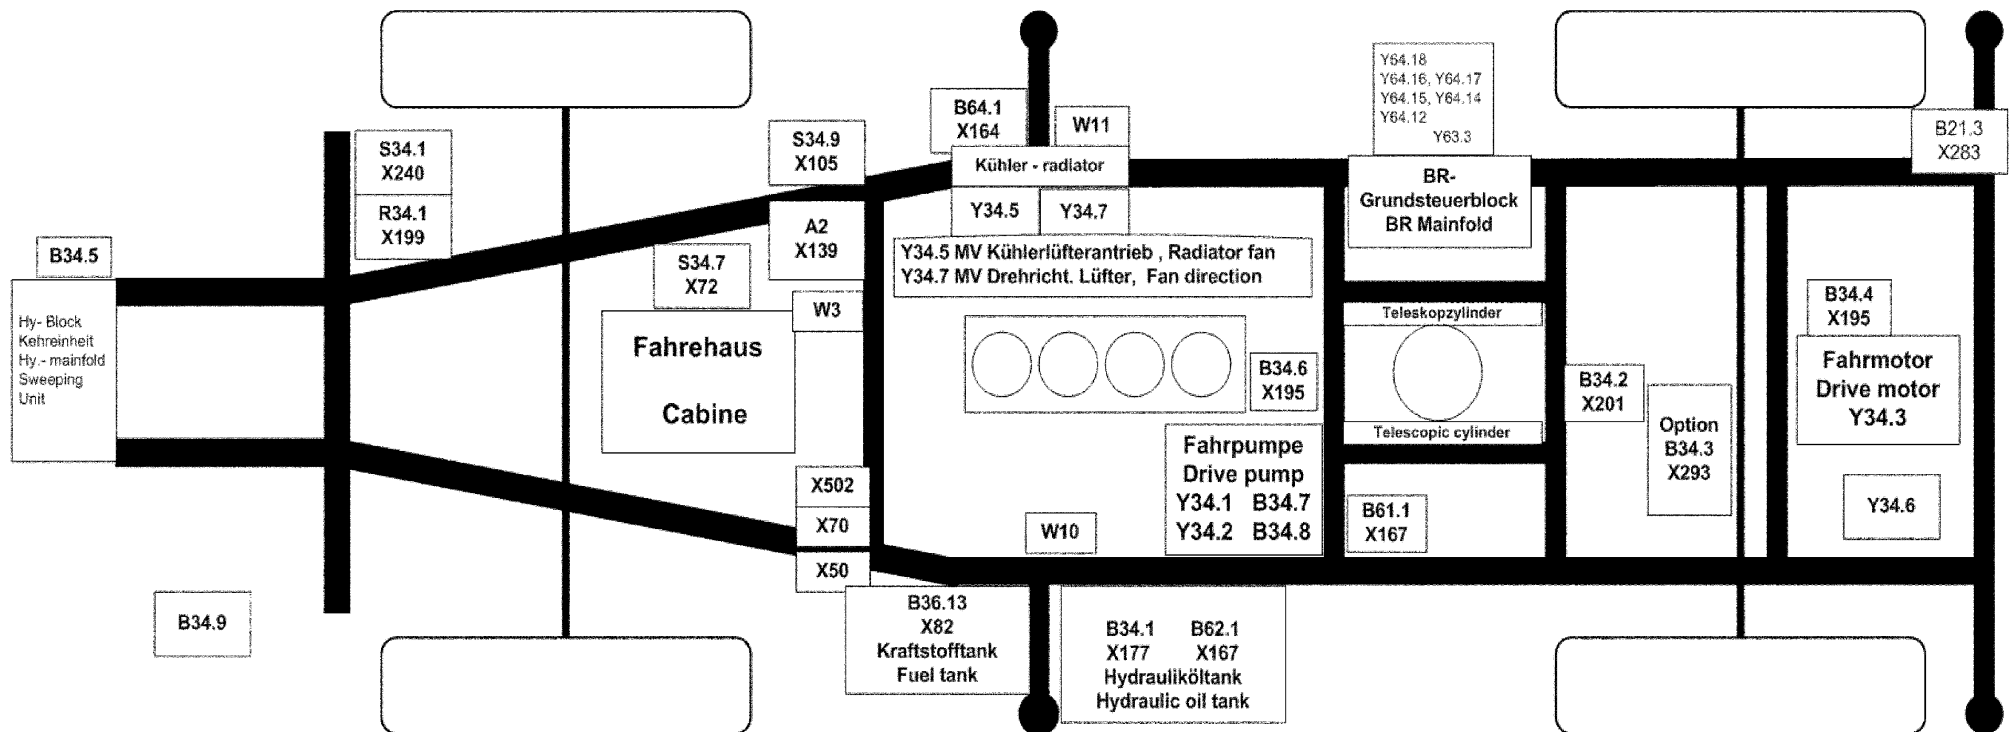 B34.5
Hy- Block
Kehreinheit
Hy.- mainfold
Sweeping
Unit
B34.9
S34.1
X240
R34.1
X199
S34.7
X72
Fahrehaus
Cabine
S34.9
X105
A2
X139
W3
X502
X70
X50
B64.1
X164
W11
Kühler - radiator
Y34.5
Y34.7
Y34.5 MV Kühlerlüfterantrieb , Radiator fan
Y34.7 MV Drehricht. Lüfter, Fan direction
B34.6
X195
Fahrpumpe
Drive pump
Y34.1 B34.7
Y34.2 B34.8
W10
B36.13
X82
Kraftstofftank
Fuel tank
B34.1 B62.1
X177 X167
Hydrauliköltank
Hydraulic oil tank
Y64.18
Y64.16, Y64.17
Y64.15, Y64.14
Y64.12
Y63.3
BR-
Grundsteuerblock
BR Mainfold
Teleskopzylinder
Telescopic cylinder
B61.1
X167
B34.2
X201
Option
B34.3
X293
B21.3
X283
B34.4
X195
Fahrmotor
Drive motor
Y34.3
Y34.6